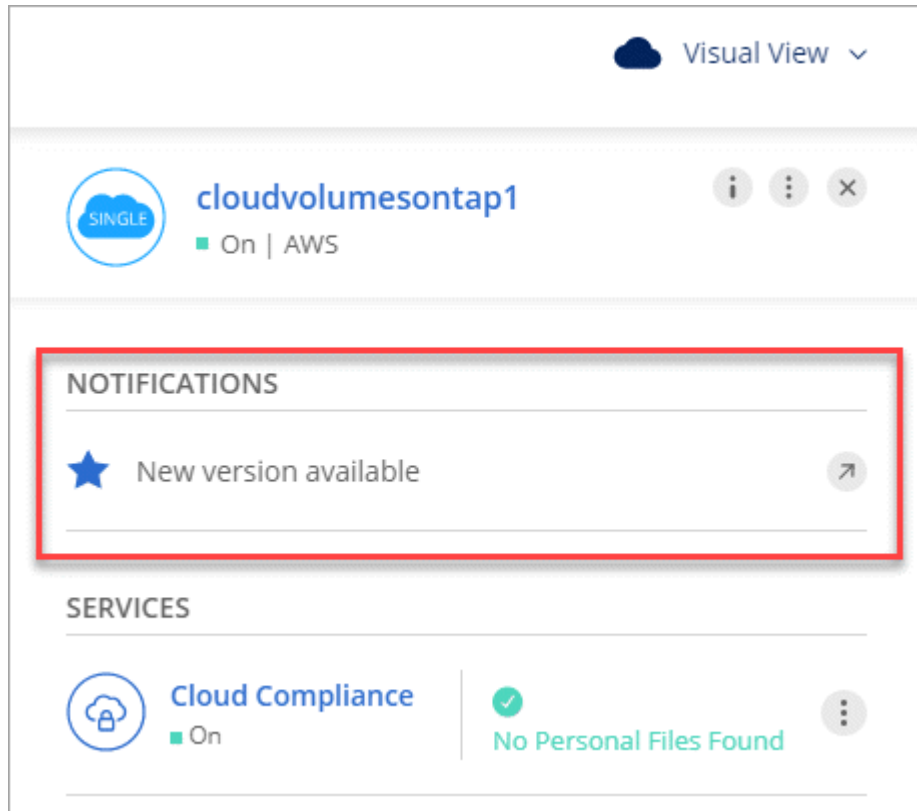 Visual View
SINGLE
cloudvolumesontap1
On | AWS
NOTIFICATIONS
New version available
SERVICES
Cloud Compliance
On
No Personal Files Found